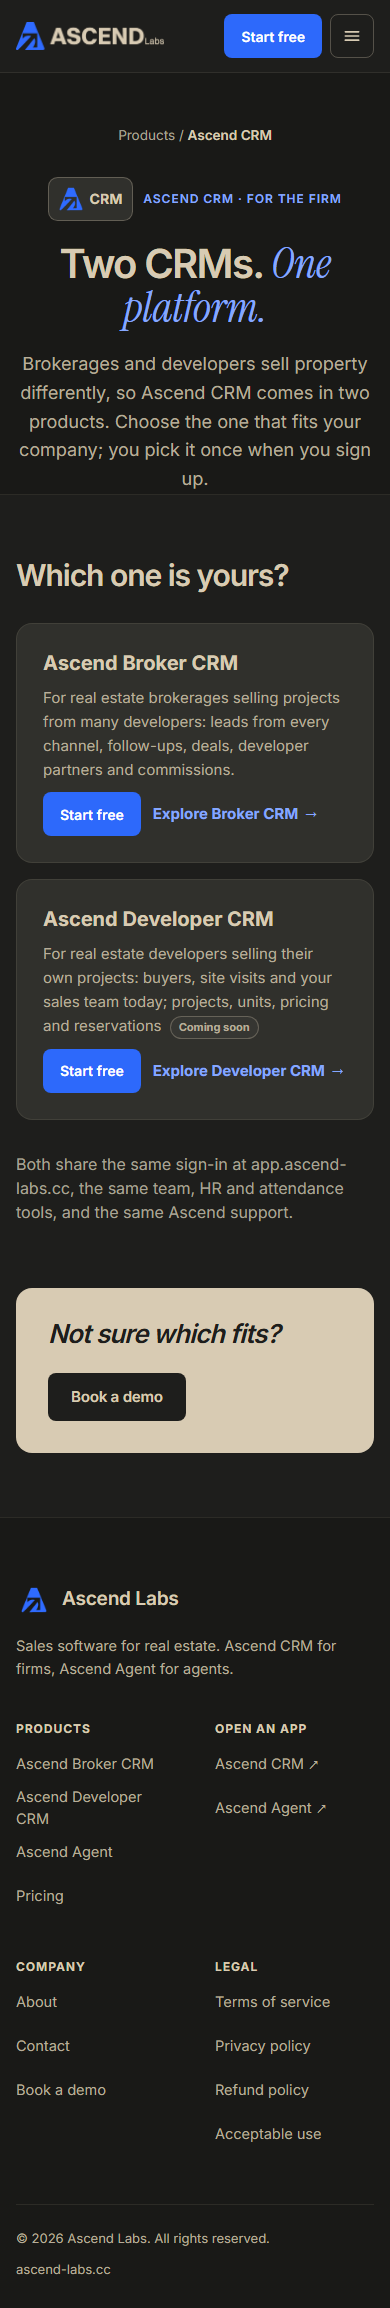 ASCEND Labs
Start free
Products / Ascend CRM
CRM
ASCEND CRM · FOR THE FIRM
Two CRMs. One
platform.
Brokerages and developers sell property
differently, so Ascend CRM comes in two
products. Choose the one that fits your
company; you pick it once when you sign
up.
Which one is yours?
Ascend Broker CRM
For real estate brokerages selling projects
from many developers: leads from every
channel, follow-ups, deals, developer
partners and commissions.
Start free
Explore Broker CRM →
Ascend Developer CRM
For real estate developers selling their
own projects: buyers, site visits and your
sales team today; projects, units, pricing
and reservations Coming soon
Start free
Explore Developer CRM →
Both share the same sign-in at app.ascend-
labs.cc, the same team, HR and attendance
tools, and the same Ascend support.
Not sure which fits?
Book a demo
Ascend Labs
Sales software for real estate. Ascend CRM for
firms, Ascend Agent for agents.
PRODUCTS
Ascend Broker CRM
Ascend Developer
CRM
Ascend Agent
Pricing
OPEN AN APP
Ascend CRM ↗
Ascend Agent ↗
COMPANY
About
Contact
Book a demo
LEGAL
Terms of service
Privacy policy
Refund policy
Acceptable use
© 2026 Ascend Labs. All rights reserved.
ascend-labs.cc